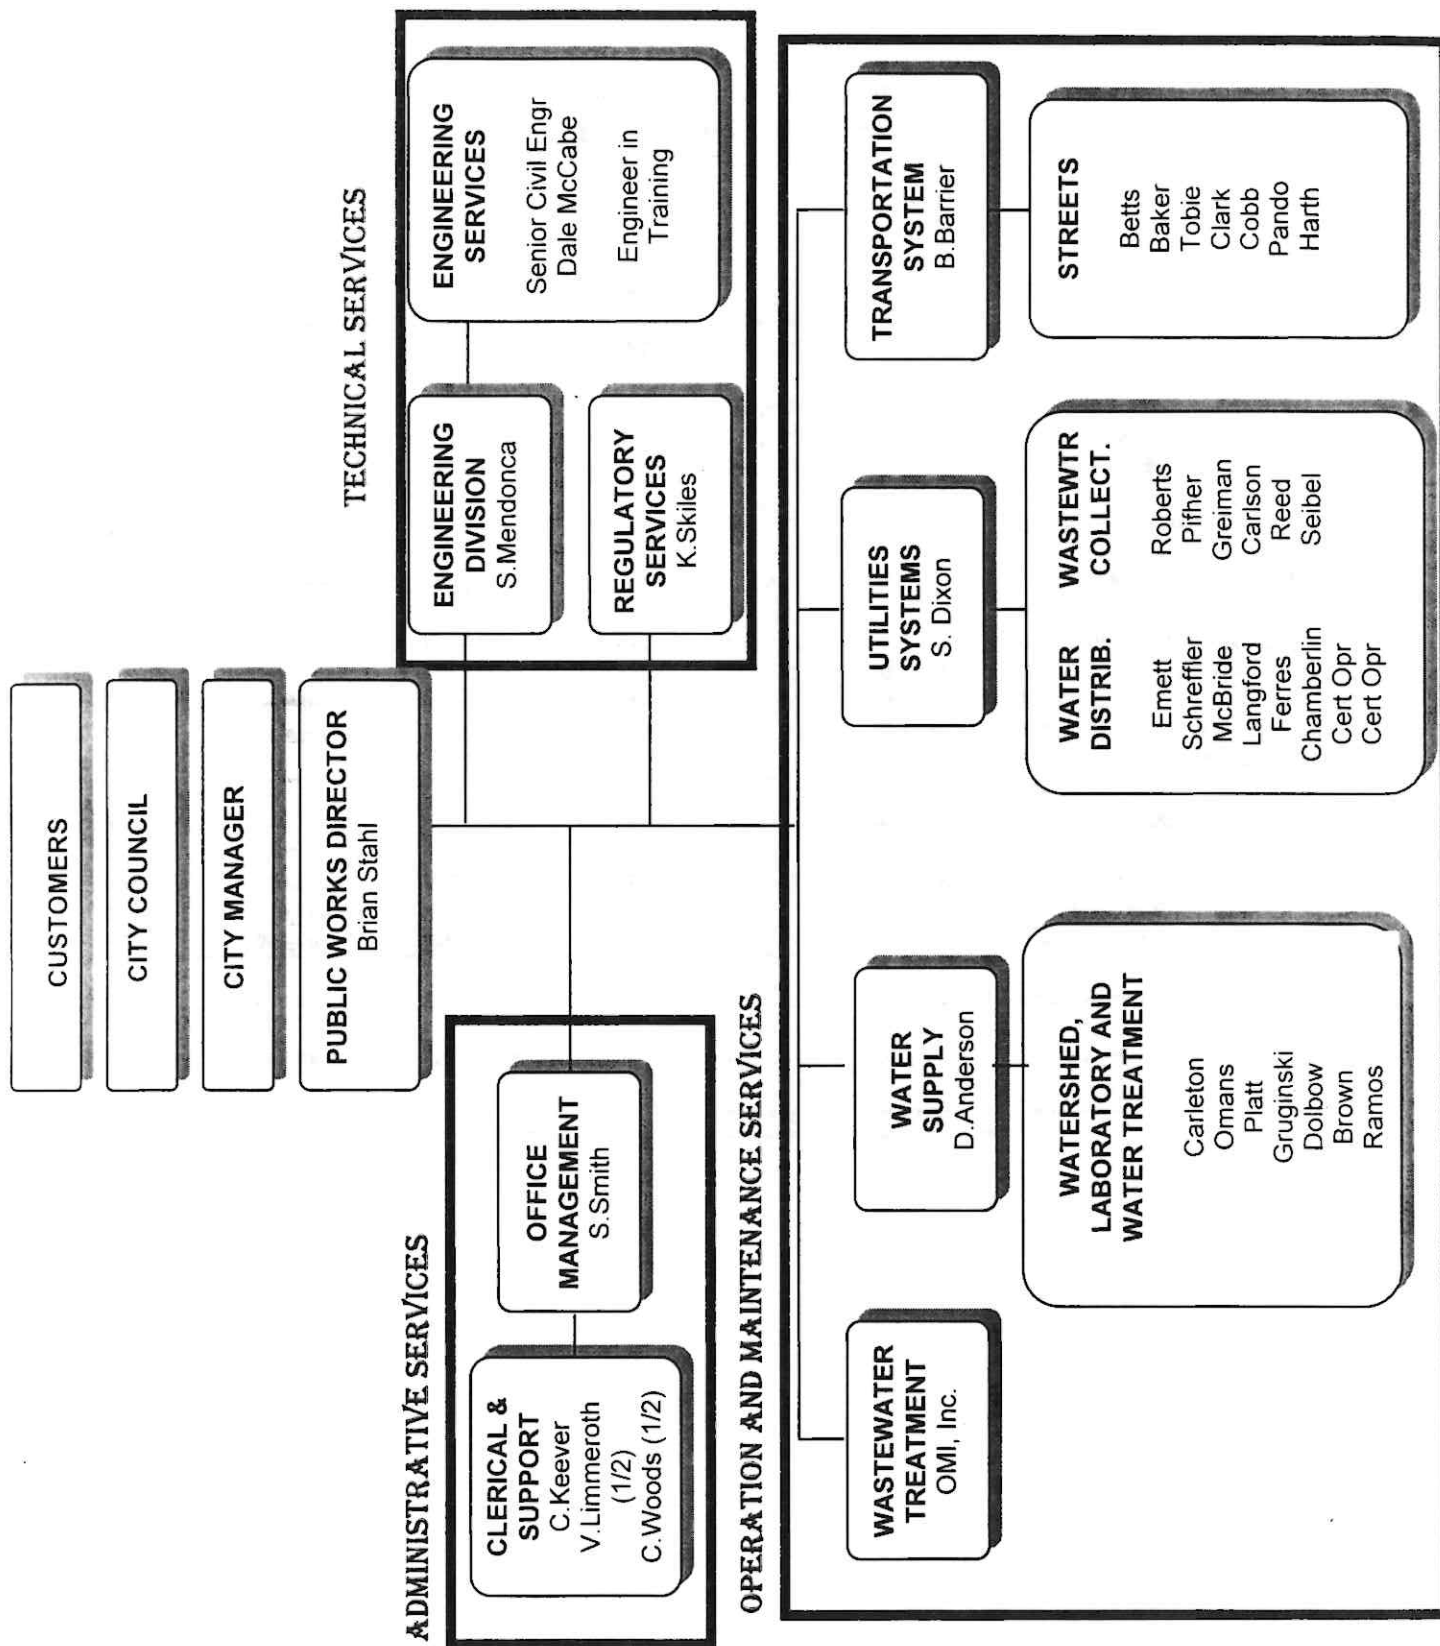 CUSTOMERS
CITY COUNCIL
CITY MANAGER
PUBLIC WORKS DIRECTOR
Brian Stahl
TECHNICAL SERVICES
ENGINEERING
DIVISION
S.Mendonca
ENGINEERING
SERVICES
Senior Civil Engr
Dale McCabe
Engineer in
Training
REGULATORY
SERVICES
K.Skiles
ADMINISTRATIVE SERVICES
CLERICAL &
SUPPORT
C.Keever
V.Limmeroth
(1/2)
C.Woods (1/2)
OFFICE
MANAGEMENT
S.Smith
OPERATION AND MAINTENANCE SERVICES
WASTEWATER
TREATMENT
OMI, Inc.
WATER
SUPPLY
D.Anderson
WATERSHED,
LABORATORY AND
WATER TREATMENT
Carleton
Omans
Platt
Gruginski
Dolbow
Brown
Ramos
UTILITIES
SYSTEMS
S. Dixon
WATER
DISTRIB.
Emett
Schreffler
McBride
Langford
Ferres
Chamberlin
Cert Opr
Cert Opr
WASTEWTR
COLLECT.
Roberts
Pifher
Greiman
Carlson
Reed
Seibel
TRANSPORTATION
SYSTEM
B.Barrier
STREETS
Betts
Baker
Tobie
Clark
Cobb
Pando
Harth